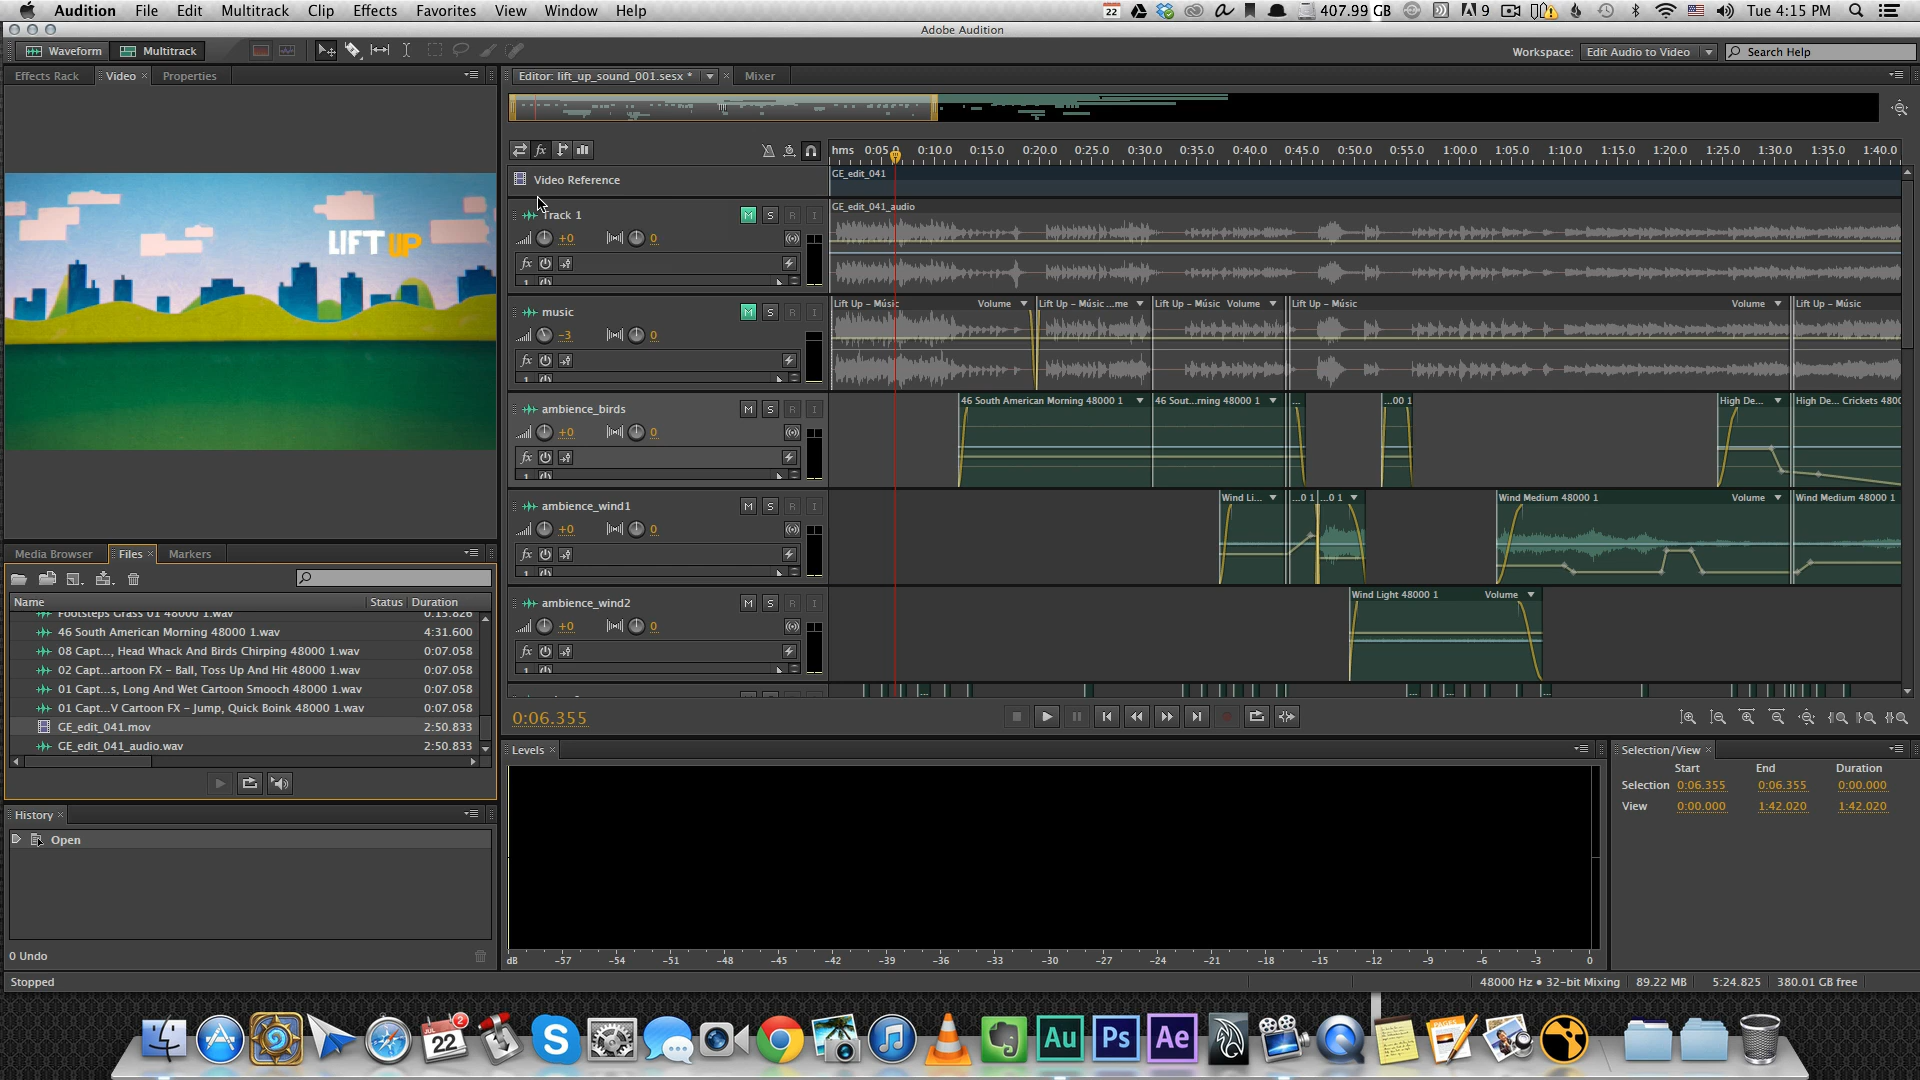 Audition File Edit Multitrack Clip Effects Favorites View Window Help
22 407.99 GB 9 Tue 4:15 PM
Adobe Audition
Waveform Multitrack
Workspace: Edit Audio to Video Search Help
Effects Rack Video × Properties
Editor: lift_up_sound_001.sesx * × Mixer
LIFT UP
fx
hms 0:05.0 0:10.0 0:15.0 0:20.0 0:25.0 0:30.0 0:35.0 0:40.0 0:45.0 0:50.0 0:55.0 1:00.0 1:05.0 1:10.0 1:15.0 1:20.0 1:25.0 1:30.0 1:35.0 1:40.0
Video Reference
GE_edit_041
Track 1 M S R I
GE_edit_041_audio
+0 0
fx
music M S R I
Lift Up – Músic Volume Lift Up – Músic ...me Lift Up – Músic Volume Lift Up – Músic Volume Lift Up – Músic
-3 0
fx
ambience_birds M S R I
46 South American Morning 48000 1 46 Sout...rning 48000 1 ... ...00 1 High De... High De... Crickets 4800
+0 0
fx
ambience_wind1 M S R I
Wind Li... ...0 1 ...0 1 Wind Medium 48000 1 Volume Wind Medium 48000 1
+0 0
fx
ambience_wind2 M S R I
Wind Light 48000 1 Volume
+0 0
fx
0:06.355
Media Browser Files × Markers
Name Status Duration
Footsteps Grass 01 48000 1.wav 0:15.826
46 South American Morning 48000 1.wav 4:31.600
08 Capt..., Head Whack And Birds Chirping 48000 1.wav 0:07.058
02 Capt...artoon FX – Ball, Toss Up And Hit 48000 1.wav 0:07.058
01 Capt...s, Long And Wet Cartoon Smooch 48000 1.wav 0:07.058
01 Capt...V Cartoon FX – Jump, Quick Boink 48000 1.wav 0:07.058
GE_edit_041.mov 2:50.833
GE_edit_041_audio.wav 2:50.833
Levels ×
dB -57 -54 -51 -48 -45 -42 -39 -36 -33 -30 -27 -24 -21 -18 -15 -12 -9 -6 -3 0
Selection/View ×
Start End Duration
Selection 0:06.355 0:06.355 0:00.000
View 0:00.000 1:42.020 1:42.020
History ×
Open
0 Undo
Stopped
48000 Hz • 32-bit Mixing 89.22 MB 5:24.825 380.01 GB free
JUL 22 2
S
Au Ps Ae
PAGES